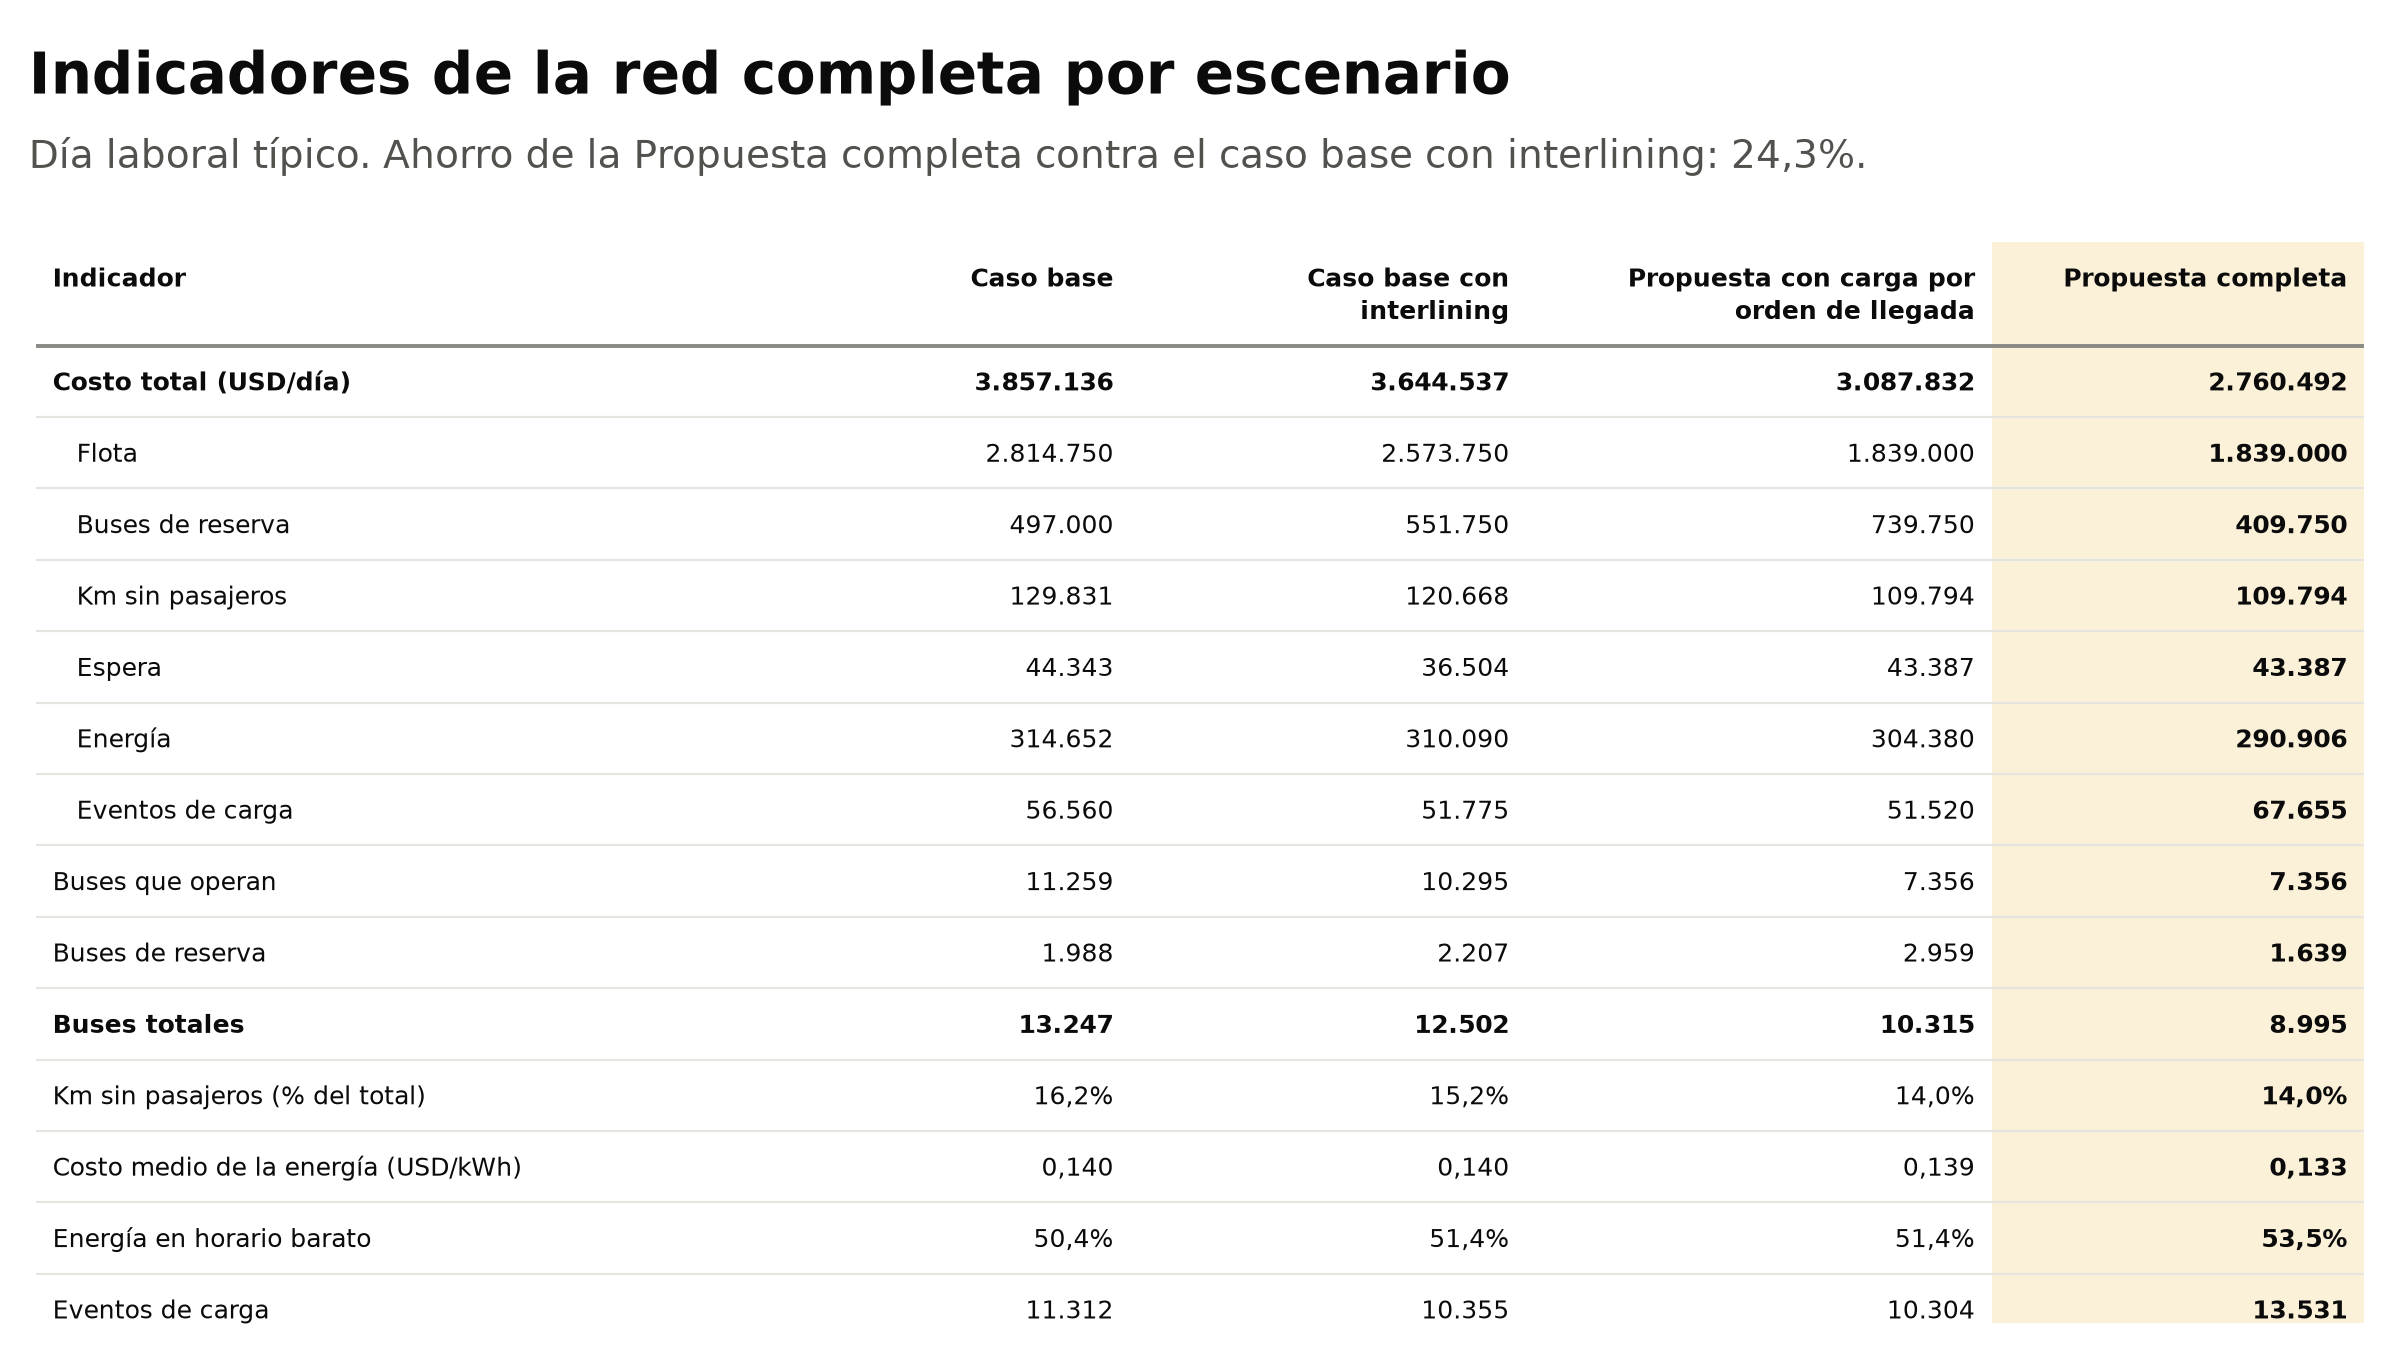 Indicadores de la red completa por escenario
Día laboral típico. Ahorro de la Propuesta completa contra el caso base con interlining: 24,3%.
Indicador Caso base Caso base con interlining Propuesta con carga por orden de llegada Propuesta completa
Costo total (USD/día) 3.857.136 3.644.537 3.087.832 2.760.492
Flota 2.814.750 2.573.750 1.839.000 1.839.000
Buses de reserva 497.000 551.750 739.750 409.750
Km sin pasajeros 129.831 120.668 109.794 109.794
Espera 44.343 36.504 43.387 43.387
Energía 314.652 310.090 304.380 290.906
Eventos de carga 56.560 51.775 51.520 67.655
Buses que operan 11.259 10.295 7.356 7.356
Buses de reserva 1.988 2.207 2.959 1.639
Buses totales 13.247 12.502 10.315 8.995
Km sin pasajeros (% del total) 16,2% 15,2% 14,0% 14,0%
Costo medio de la energía (USD/kWh) 0,140 0,140 0,139 0,133
Energía en horario barato 50,4% 51,4% 51,4% 53,5%
Eventos de carga 11.312 10.355 10.304 13.531